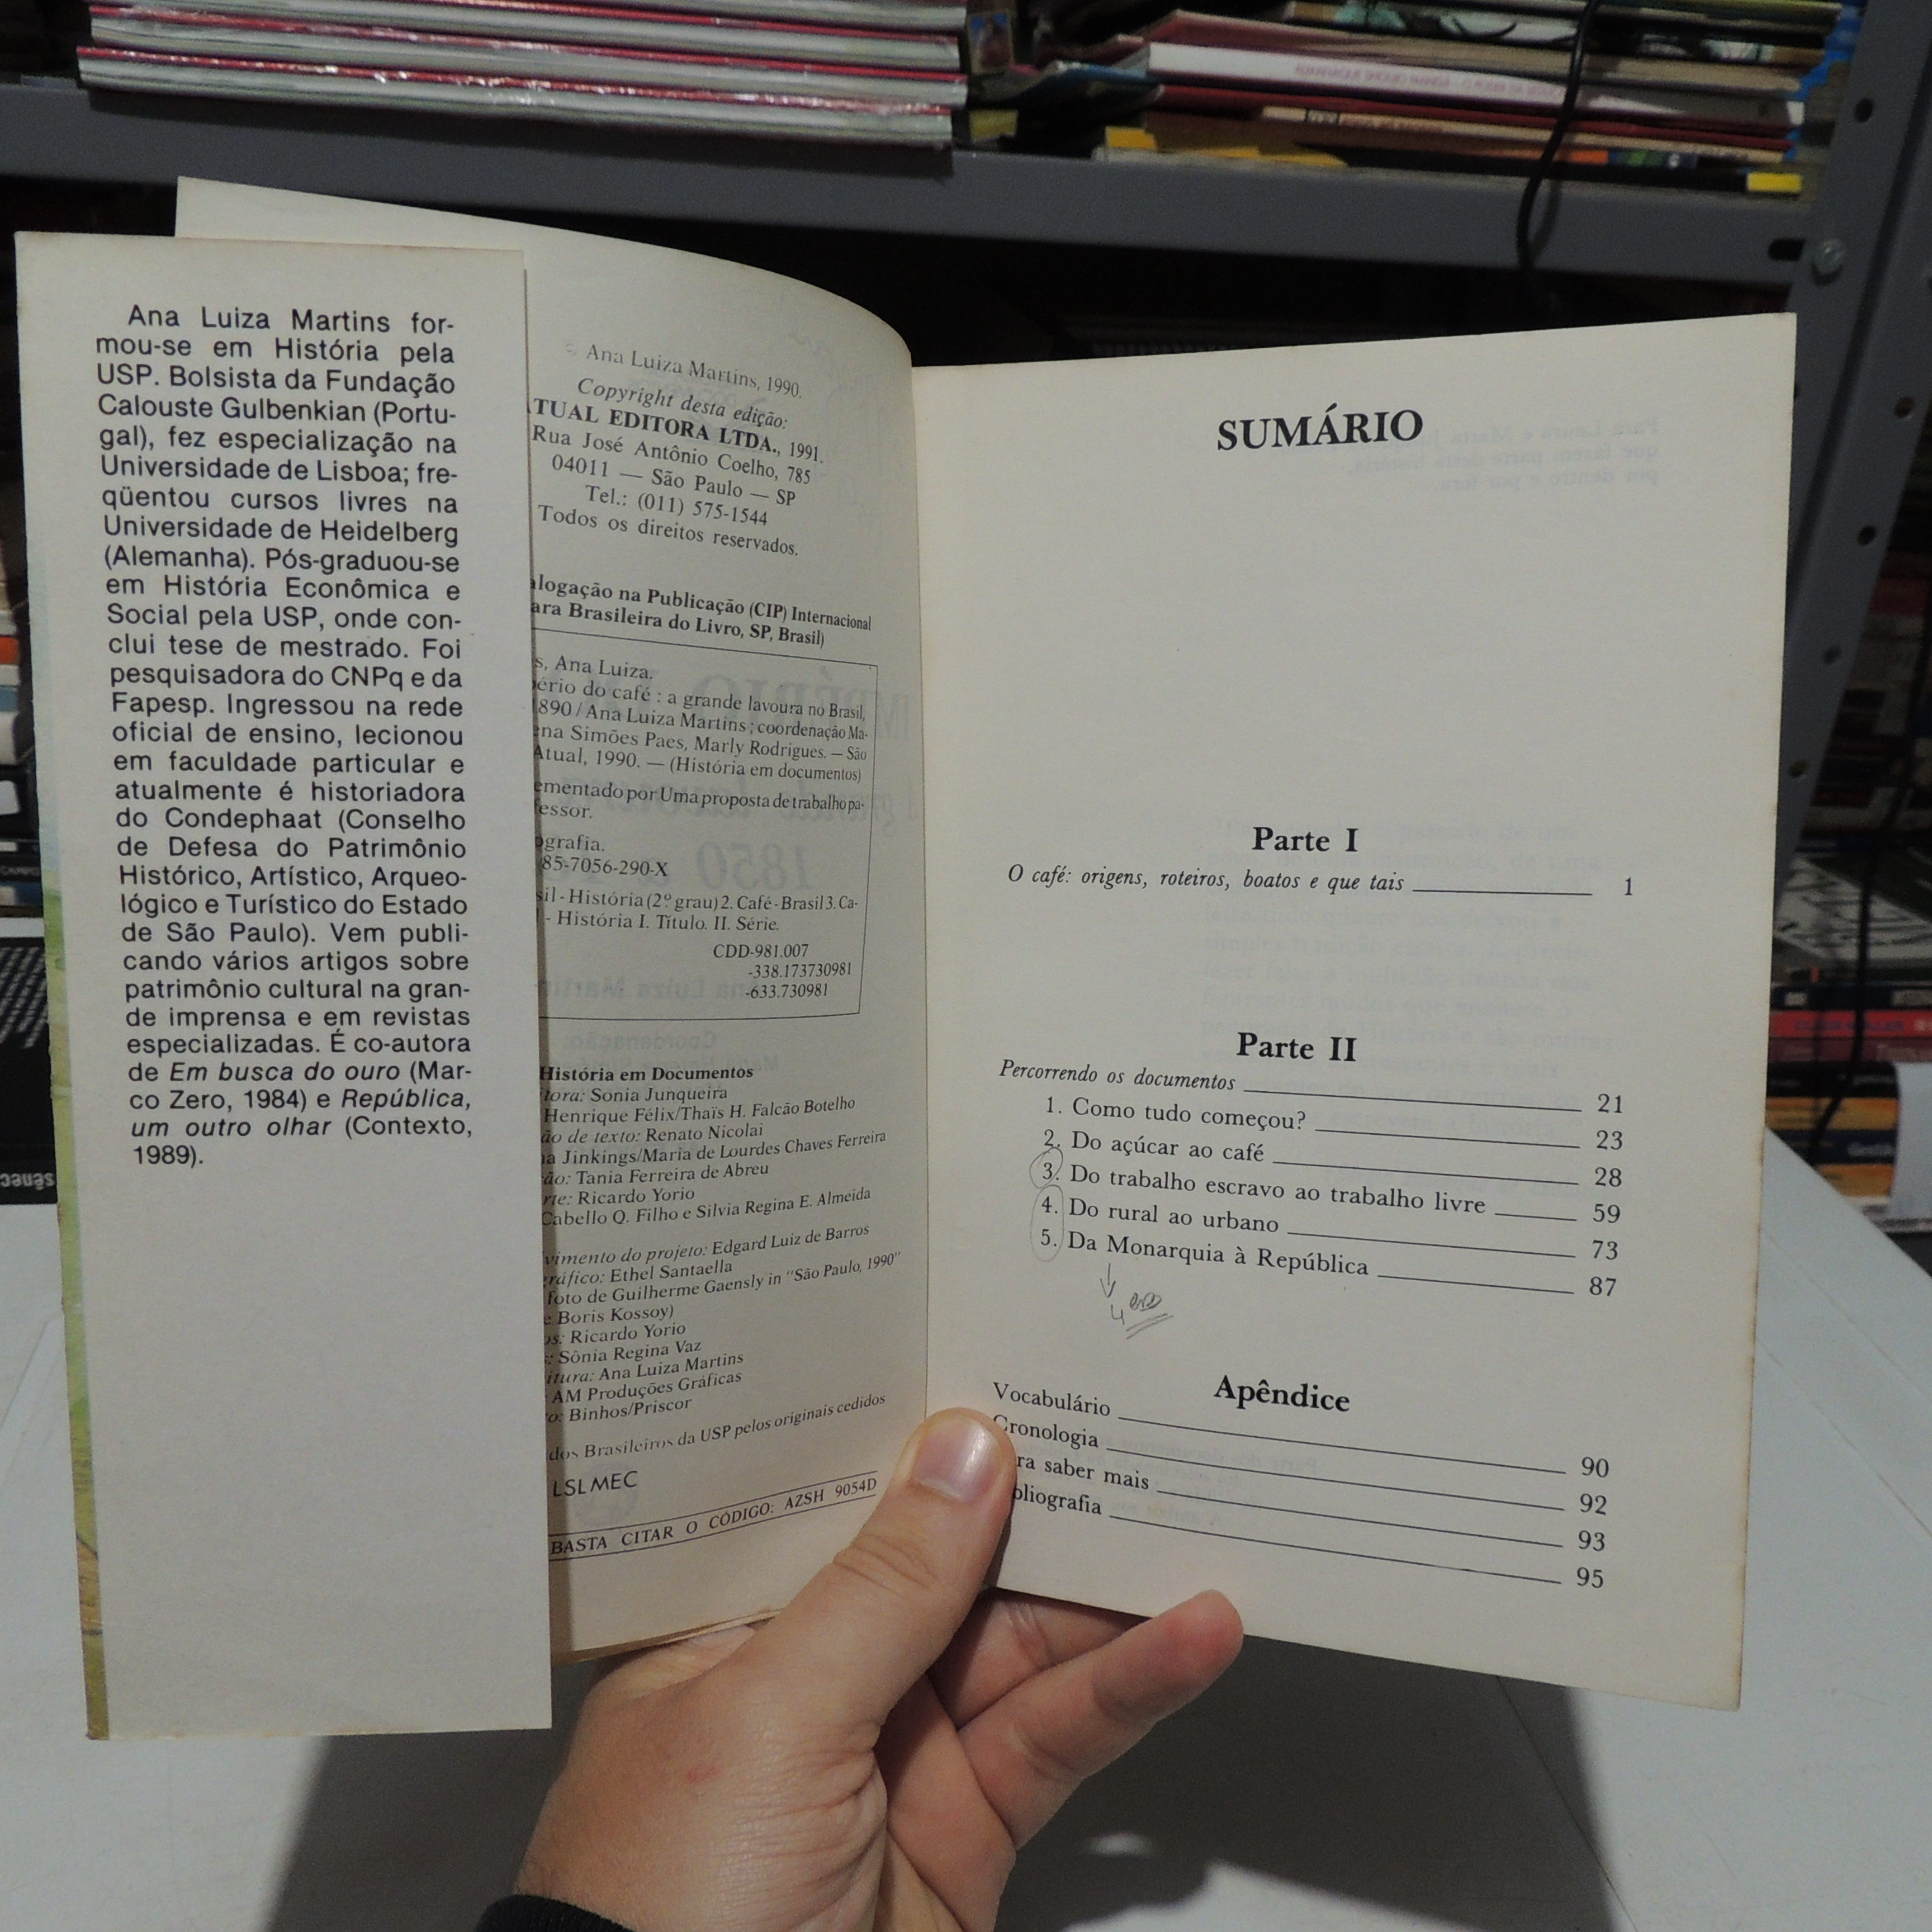 Ana Luiza Martins for-
mou-se em História pela
USP. Bolsista da Fundação
Calouste Gulbenkian (Portu-
gal), fez especialização na
Universidade de Lisboa; fre-
qüentou cursos livres na
Universidade de Heidelberg
(Alemanha). Pós-graduou-se
em História Econômica e
Social pela USP, onde con-
clui tese de mestrado. Foi
pesquisadora do CNPq e da
Fapesp. Ingressou na rede
oficial de ensino, lecionou
em faculdade particular e
atualmente é historiadora
do Condephaat (Conselho
de Defesa do Patrimônio
Histórico, Artístico, Arqueo-
lógico e Turístico do Estado
de São Paulo). Vem publi-
cando vários artigos sobre
patrimônio cultural na gran-
de imprensa e em revistas
especializadas. É co-autora
de Em busca do ouro (Mar-
co Zero, 1984) e República,
um outro olhar (Contexto,
1989).
© Ana Luiza Martins, 1990.
Copyright desta edição:
TUAL EDITORA LTDA., 1991.
Rua José Antônio Coelho, 785
04011 — São Paulo — SP
Tel.: (011) 575-1544
Todos os direitos reservados.
alogação na Publicação (CIP) Internacional
ara Brasileira do Livro, SP, Brasil)
s, Ana Luiza.
ério do café : a grande lavoura no Brasil,
890 / Ana Luiza Martins ; coordenação Ma-
ena Simões Paes, Marly Rodrigues. — São
Atual, 1990. — (História em documentos)
ementado por Uma proposta de trabalho pa-
essor.
ografia.
85-7056-290-X
sil - História (2º grau) 2. Café - Brasil 3. Ca-
l - História I. Título. II. Série.
CDD-981.007
-338.173730981
-633.730981
História em Documentos
tora: Sonia Junqueira
Henrique Félix/Thaïs H. Falcão Botelho
ão de texto: Renato Nicolai
a Jinkings/Maria de Lourdes Chaves Ferreira
ão: Tania Ferreira de Abreu
rte: Ricardo Yorio
Cabello Q. Filho e Silvia Regina E. Almeida
vimento do projeto: Edgard Luiz de Barros
ráfico: Ethel Santaella
foto de Guilherme Gaensly in "São Paulo, 1990"
e Boris Kossoy)
os: Ricardo Yorio
: Sônia Regina Vaz
itura: Ana Luiza Martins
AM Produções Gráficas
o: Binhos/Priscor
dos Brasileiros da USP pelos originais cedidos
LSLMEC
BASTA CITAR O CÓDIGO: AZSH 9054D
SUMÁRIO
Parte I
O café: origens, roteiros, boatos e que tais 1
Parte II
Percorrendo os documentos 21
1. Como tudo começou? 23
2. Do açúcar ao café 28
3. Do trabalho escravo ao trabalho livre 59
4. Do rural ao urbano 73
5. Da Monarquia à República 87
Apêndice
Vocabulário 90
Cronologia 92
ra saber mais 93
bliografia 95